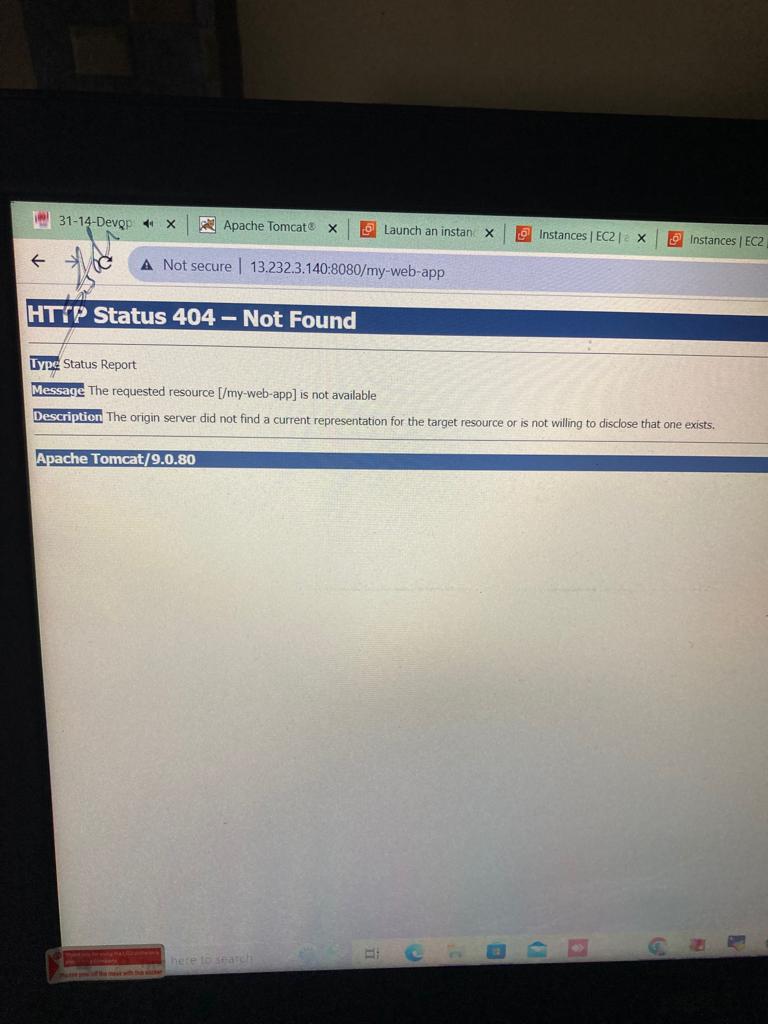 31-14-Devop
Apache Tomcat®
Launch an instan
Instances | EC2 |
Instances | EC2
Not secure | 13.232.3.140:8080/my-web-app
HTTP Status 404 – Not Found
Type Status Report
Message The requested resource [/my-web-app] is not available
Description The origin server did not find a current representation for the target resource or is not willing to disclose that one exists.
Apache Tomcat/9.0.80
here to search